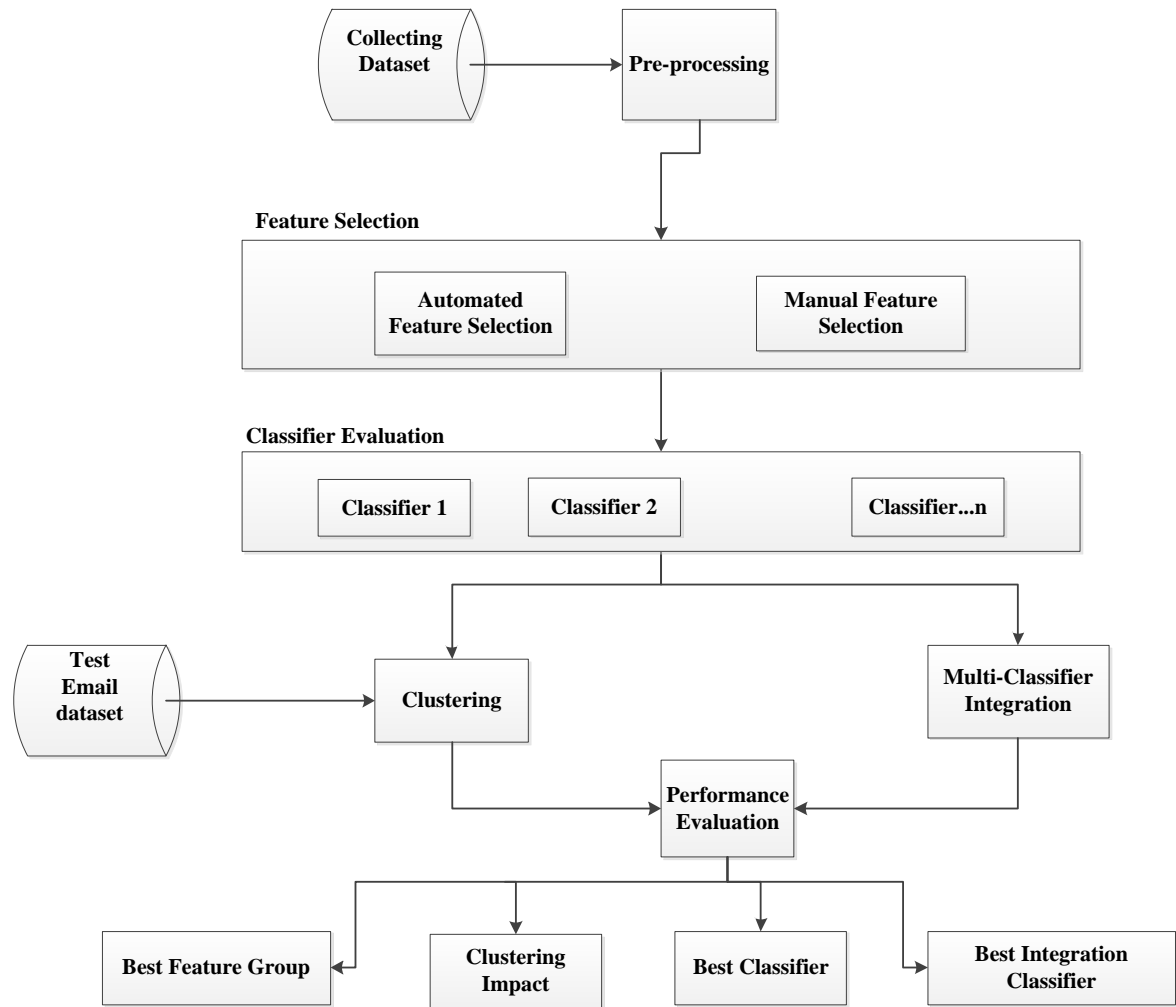 Collecting
Dataset
Pre-processing
Feature Selection
Automated
Feature Selection
Manual Feature
Selection
Classifier Evaluation
Classifier 1
Classifier 2
Classifier...n
Test
Email
dataset
Clustering
Multi-Classifier
Integration
Performance
Evaluation
Best Feature Group
Clustering
Impact
Best Classifier
Best Integration
Classifier